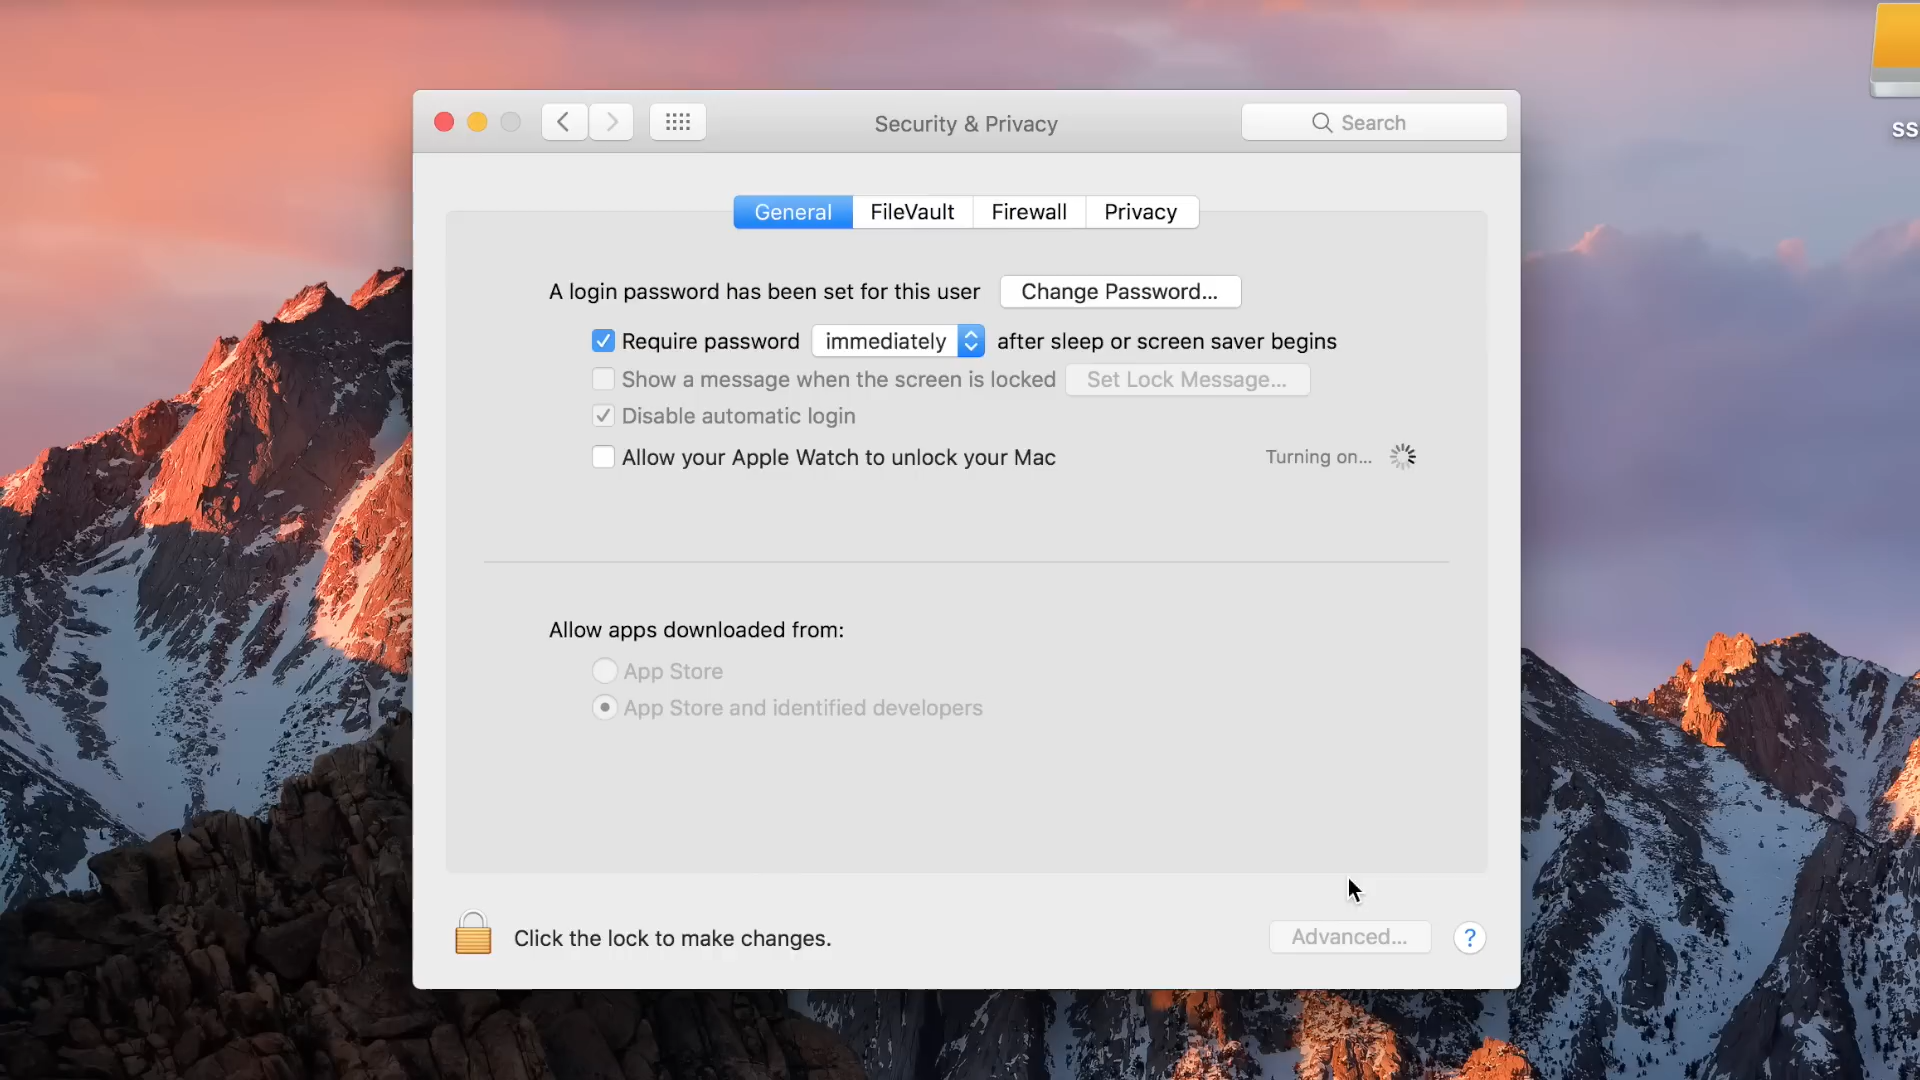 Security & Privacy
Search
SS
General
FileVault
Firewall
Privacy
A login password has been set for this user
Change Password...
Require password immediately after sleep or screen saver begins
Show a message when the screen is locked
Set Lock Message...
Disable automatic login
Allow your Apple Watch to unlock your Mac
Turning on...
Allow apps downloaded from:
App Store
App Store and identified developers
Click the lock to make changes.
Advanced...
?